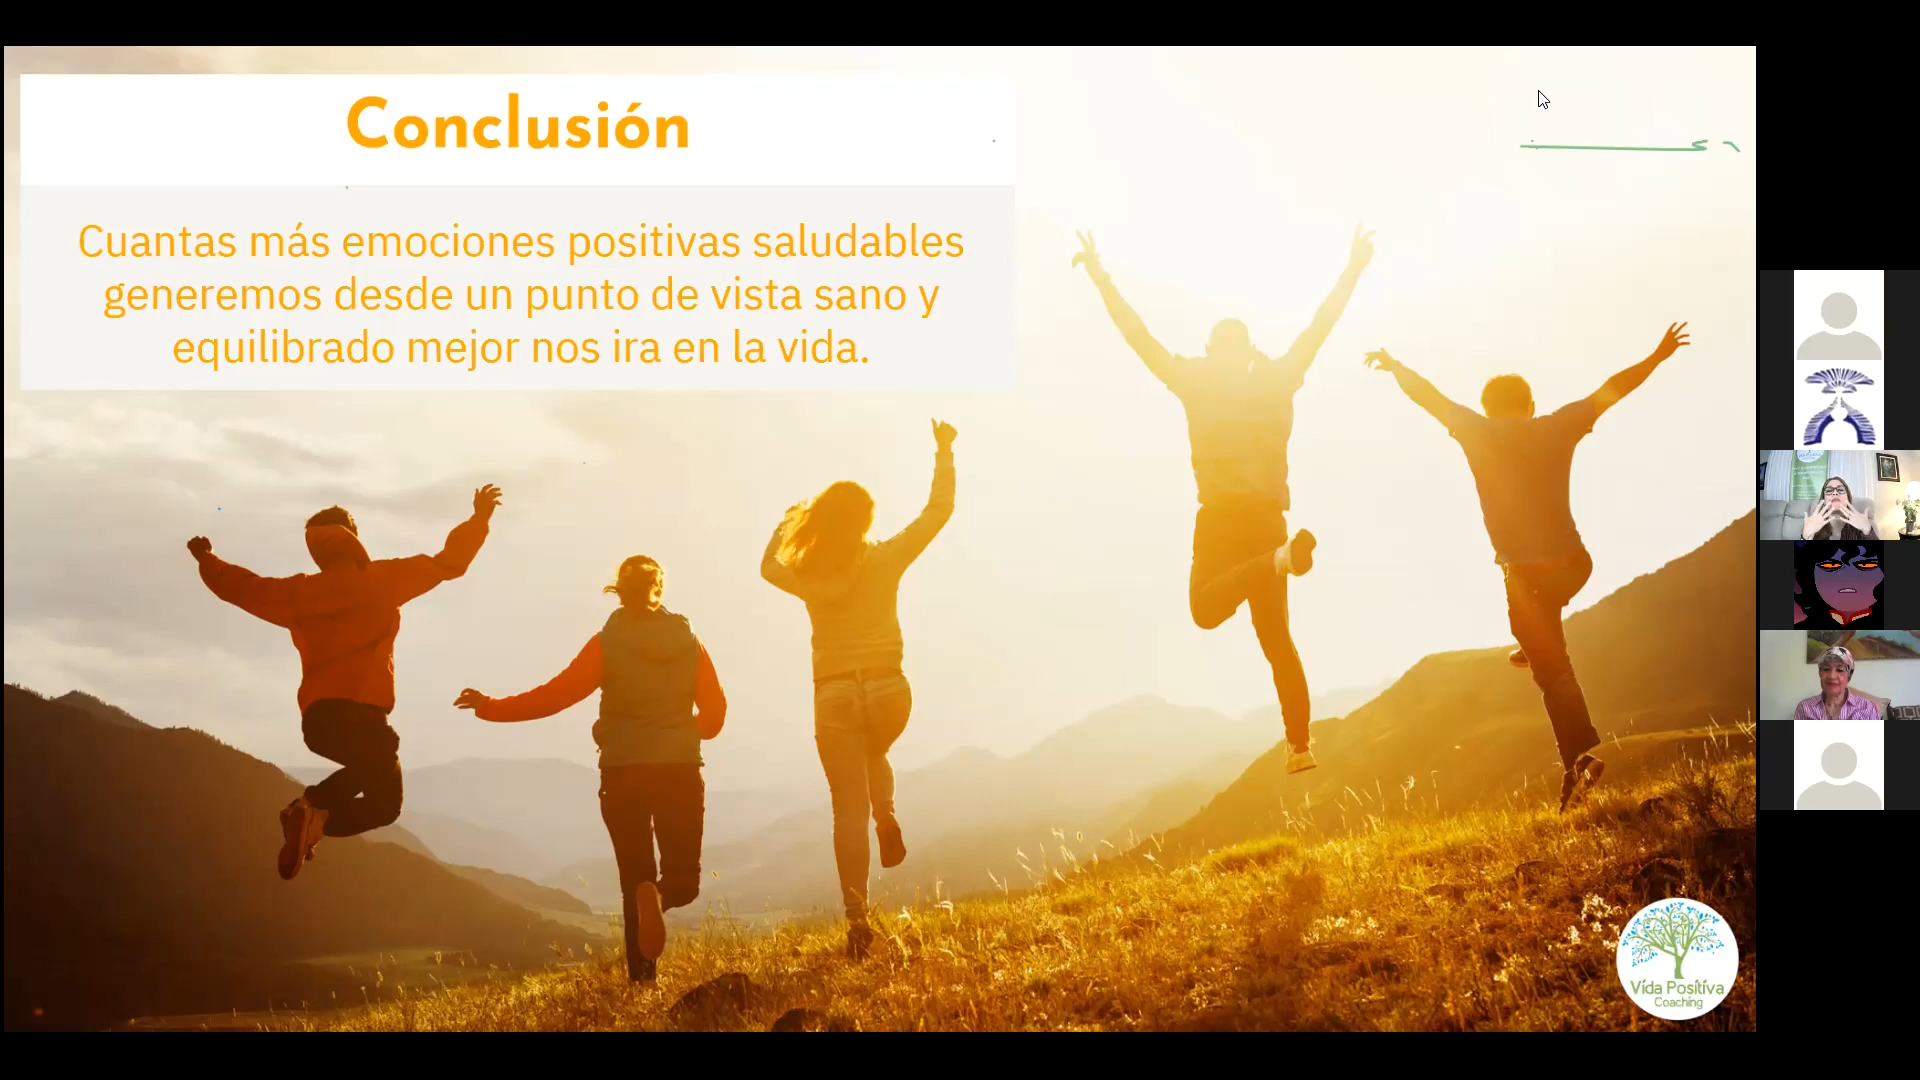 Conclusión
Cuantas más emociones positivas saludables
generemos desde un punto de vista sano y
equilibrado mejor nos ira en la vida.
Vida Positiva
Coaching